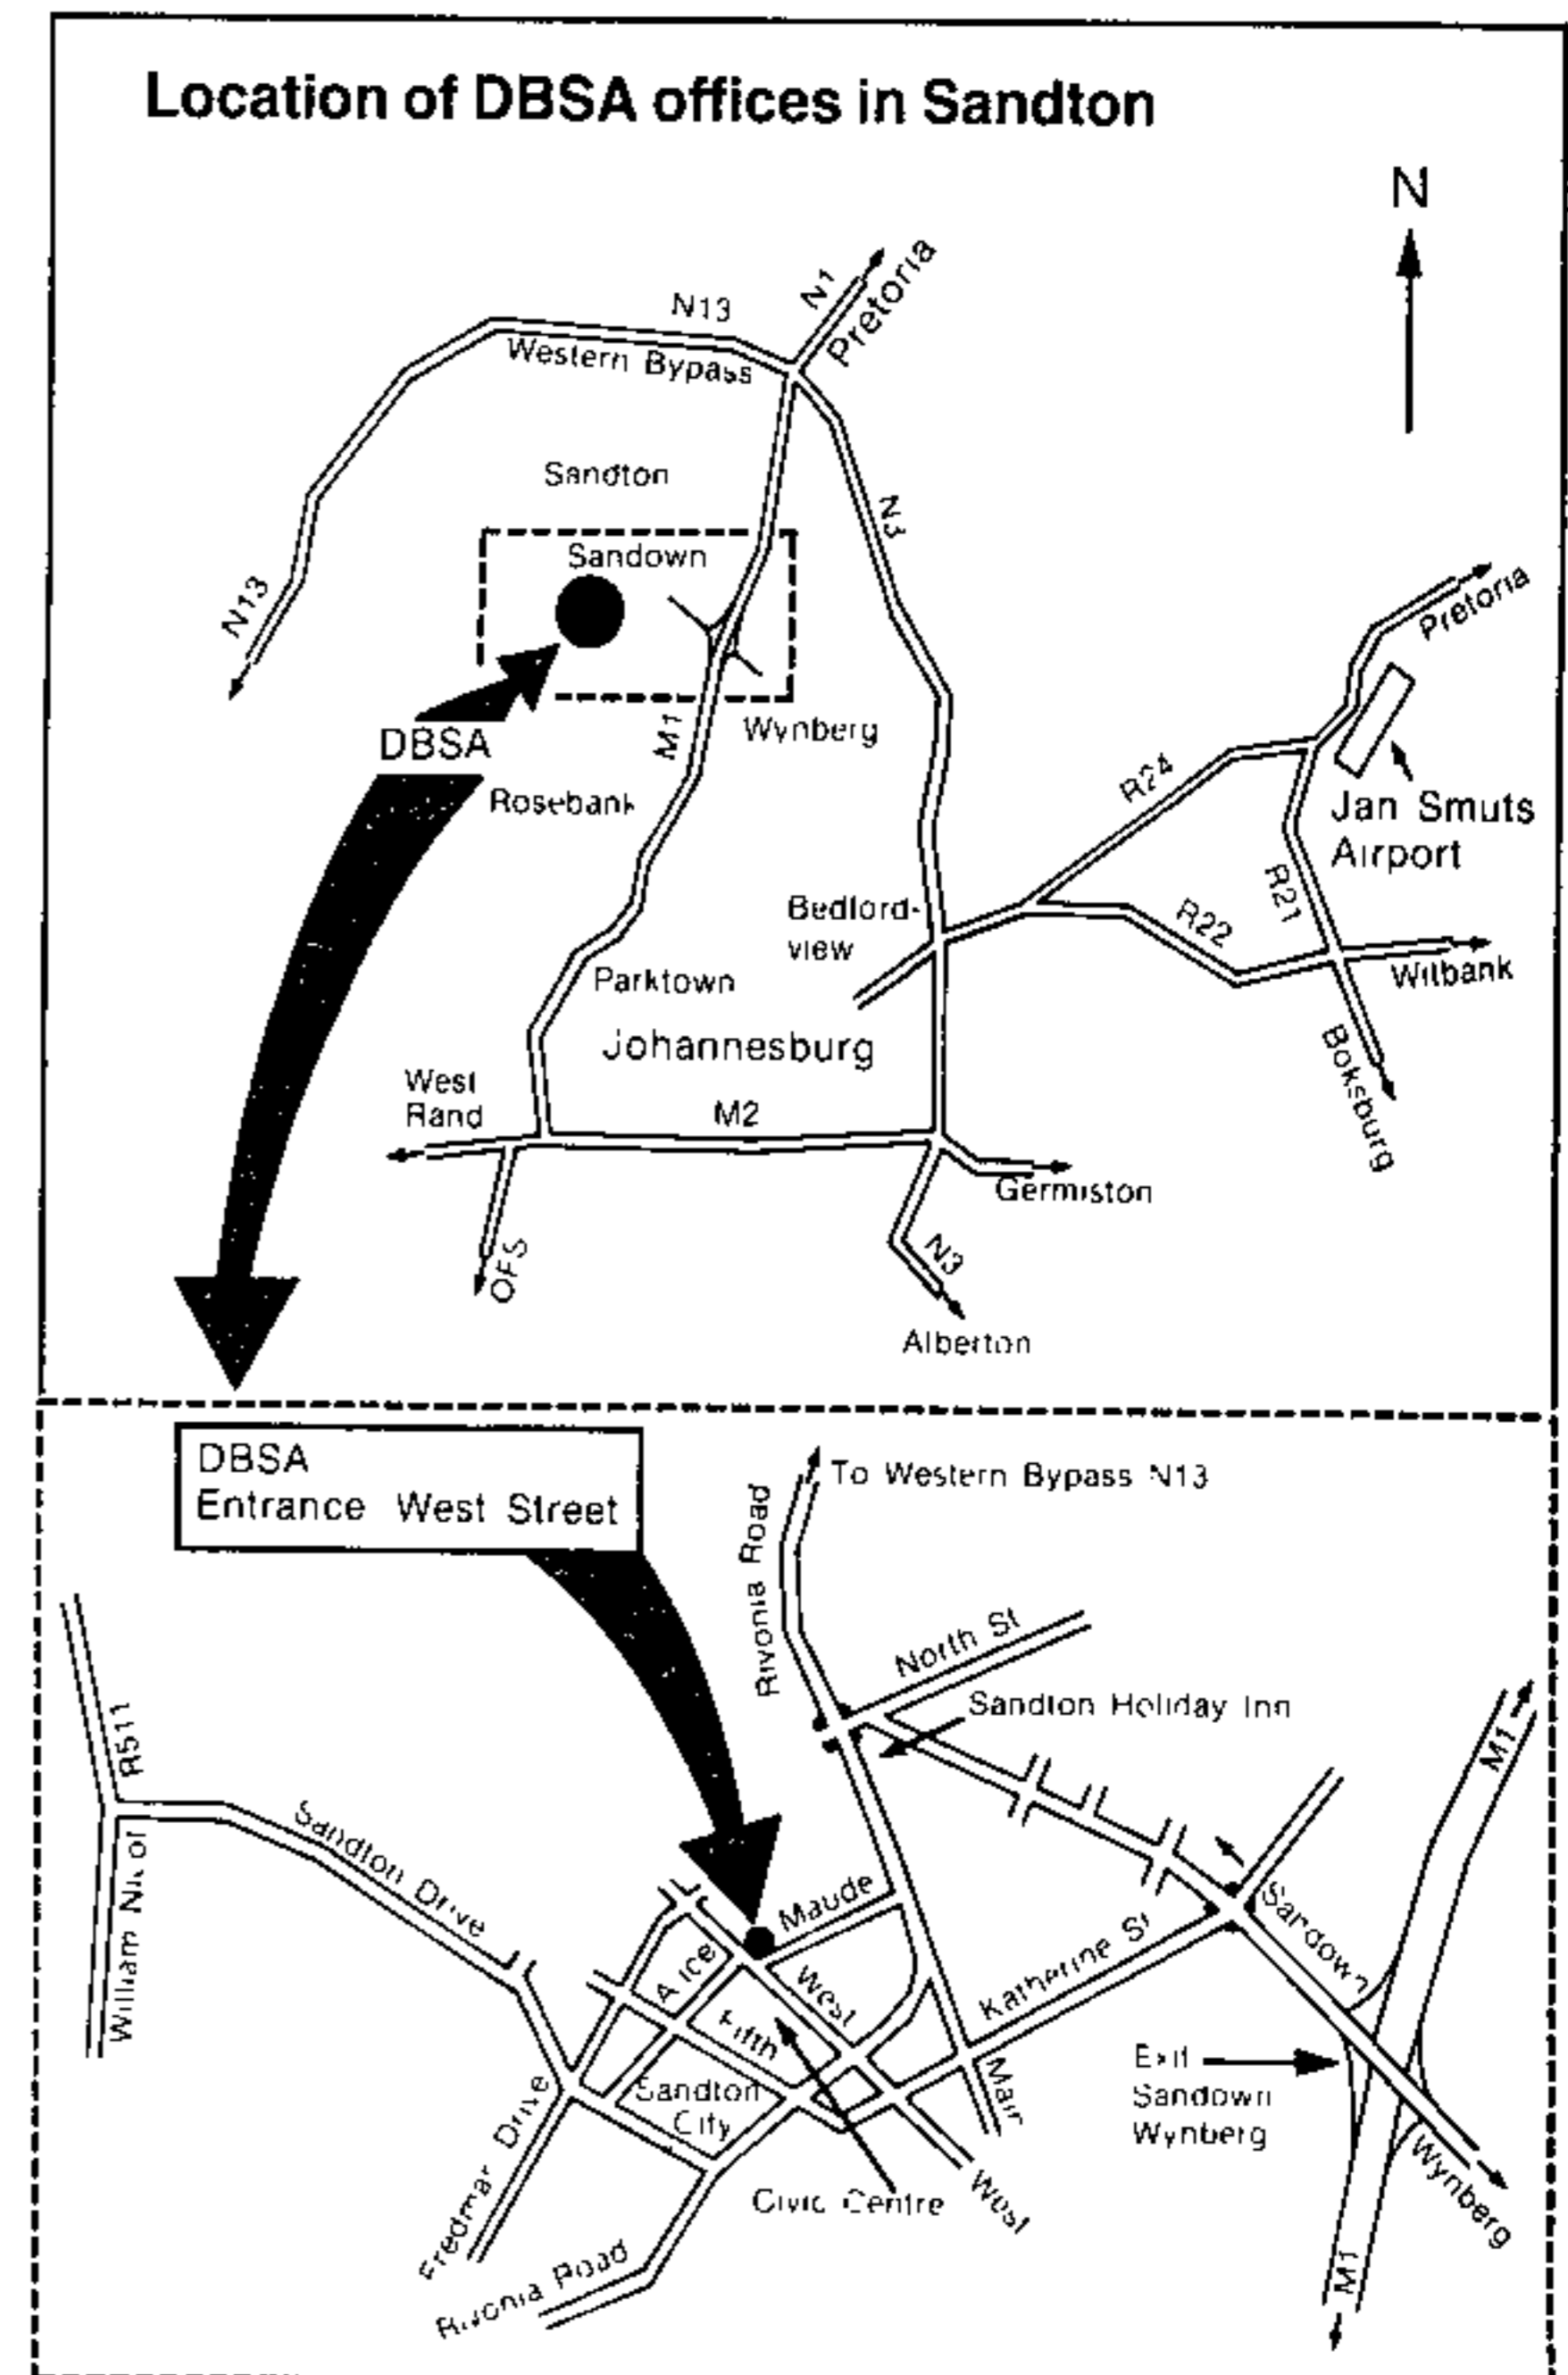 Location of DBSA offices in Sandton
N
N1
Pretoria
N13
Western Bypass
Sandton
N3
Sandown
N13
Pretoria
DBSA
M1
Wynberg
Rosebank
R24
Jan Smuts
Airport
R21
Bedford-
view
R22
Witbank
Parktown
Johannesburg
Boksburg
West
Rand
M2
Germiston
OFS
N3
Alberton
DBSA
Entrance West Street
To Western Bypass N13
Rivonia Road
North St
Sandton Holiday Inn
R511
M1
Sandton Drive
William Nicol
Maude
Sandown
Alice
West
Katherine St
Fifth
Exit
Sandown
Wynberg
Sandton
City
Main
Fredman Drive
Civic Centre
West
Wynberg
Rivonia Road
M1